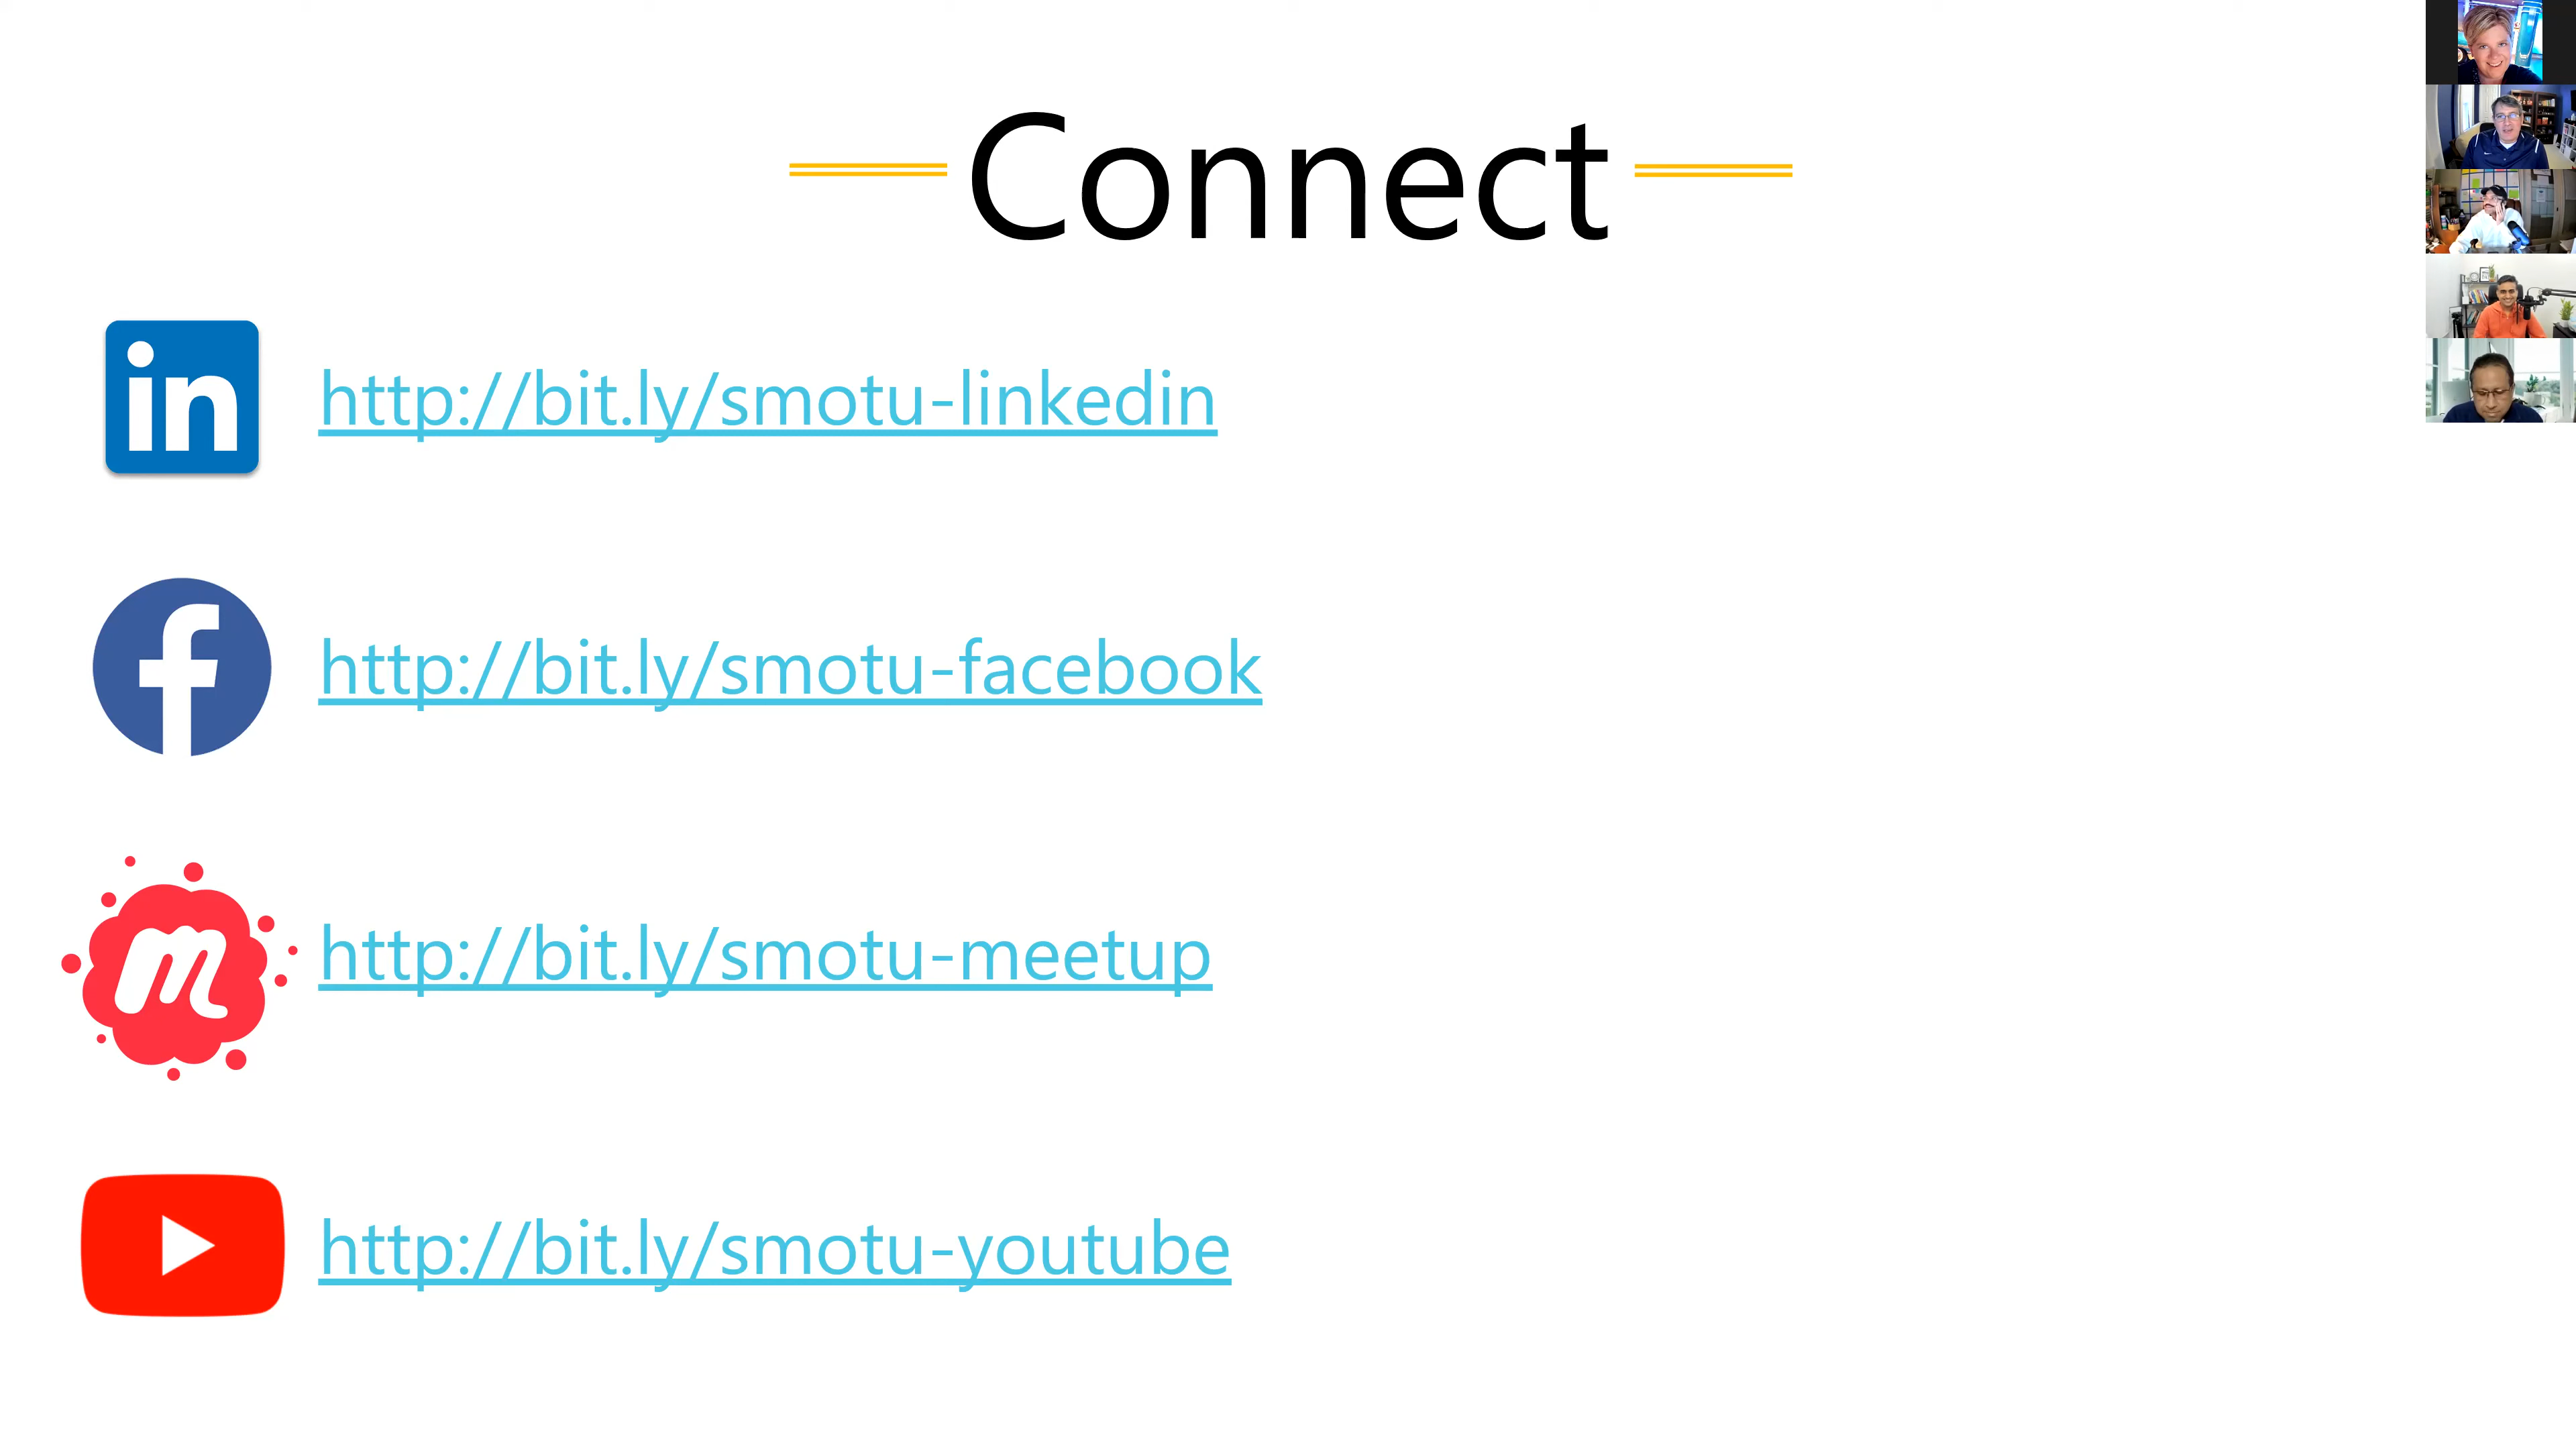 Connect
in
http://bit.ly/smotu-linkedin
f
http://bit.ly/smotu-facebook
m
http://bit.ly/smotu-meetup
http://bit.ly/smotu-youtube